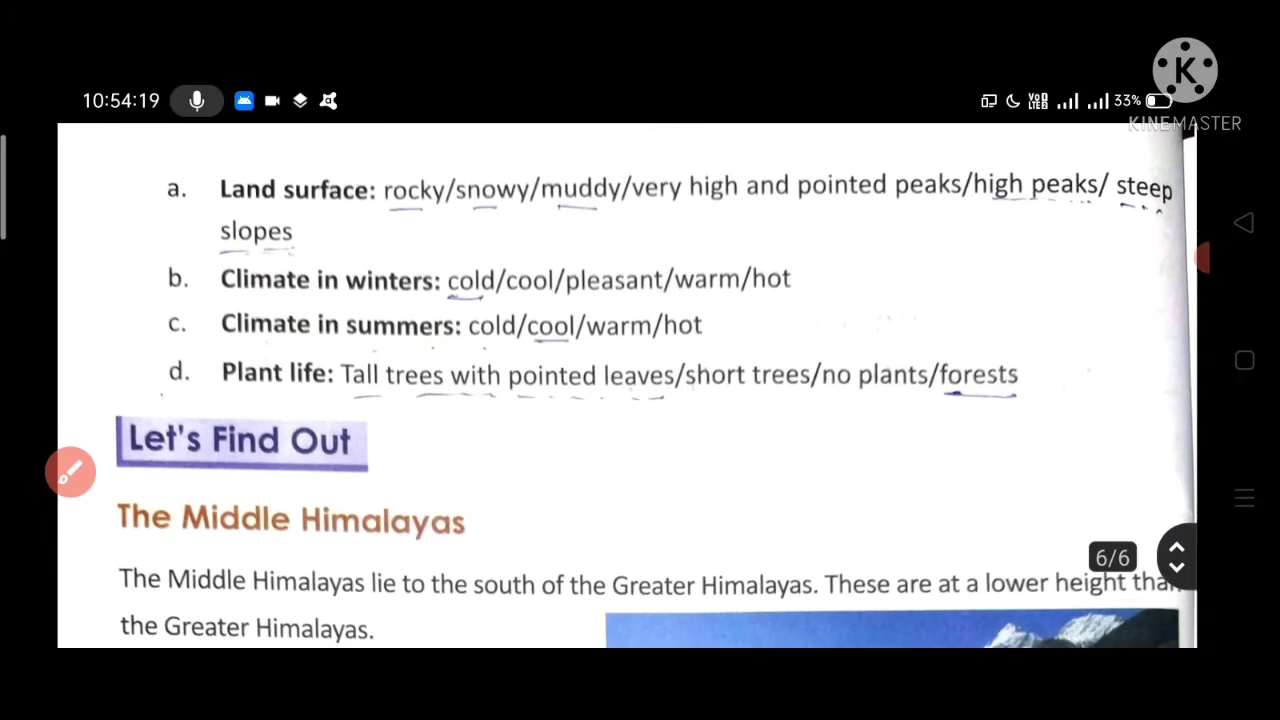 10:54:19
VoD LTE2
33%
K
KINEMASTER
a. Land surface: rocky/snowy/muddy/very high and pointed peaks/high peaks/ steep
slopes
b. Climate in winters: cold/cool/pleasant/warm/hot
c. Climate in summers: cold/cool/warm/hot
d. Plant life: Tall trees with pointed leaves/short trees/no plants/forests
Let's Find Out
The Middle Himalayas
6/6
The Middle Himalayas lie to the south of the Greater Himalayas. These are at a lower height than
the Greater Himalayas.